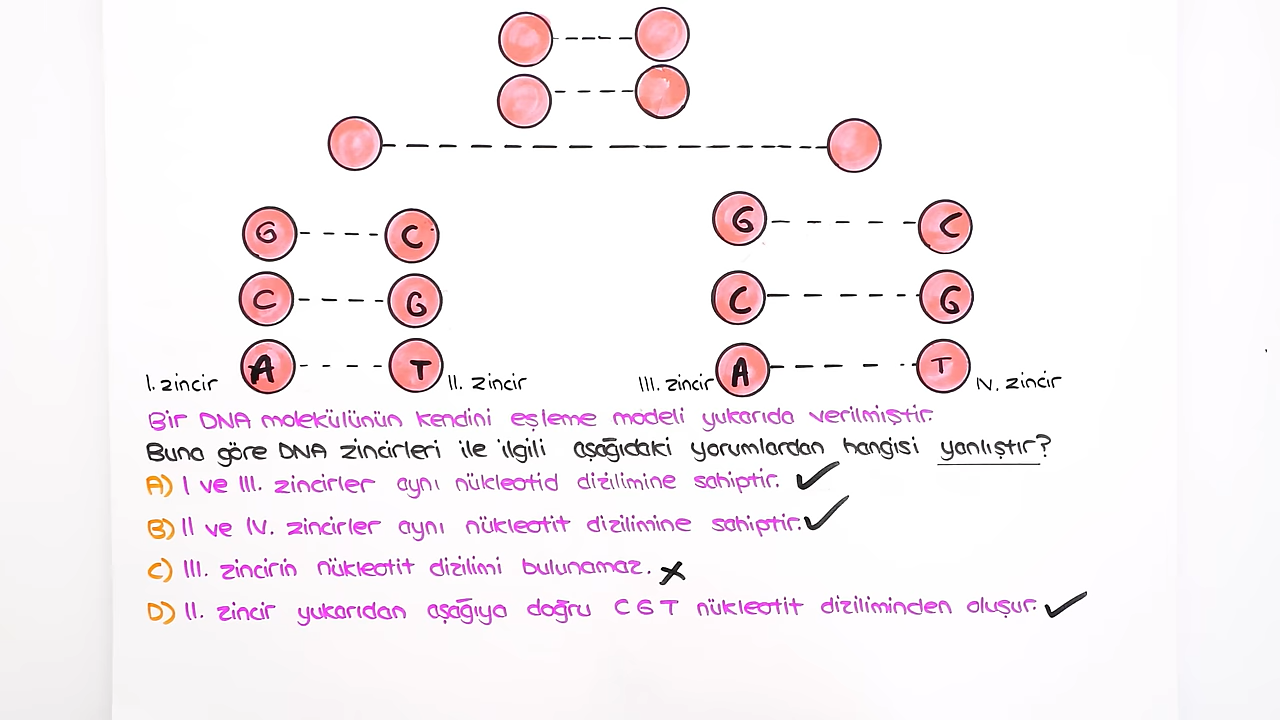 G C G C
C G C G
A T A T
I. zincir II. zincir III. zincir IV. zincir
Bir DNA molekülünün kendini eşleme modeli yukarıda verilmiştir.
Buna göre DNA zincirleri ile ilgili aşağıdaki yorumlardan hangisi yanlıştır?
A) I ve III. zincirler aynı nükleotid dizilimine sahiptir.
B) II ve IV. zincirler aynı nükleotit dizilimine sahiptir.
C) III. zincirin nükleotit dizilimi bulunamaz.
D) II. zincir yukarıdan aşağıya doğru CGT nükleotit diziliminden oluşur.